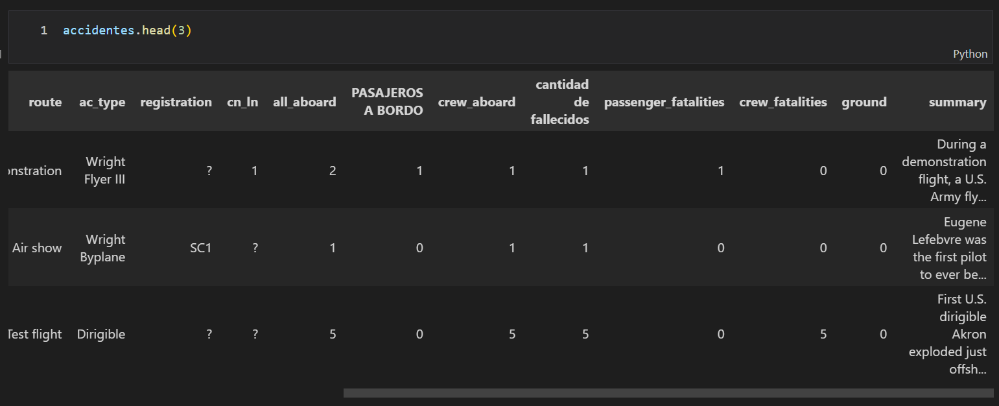 1 accidentes.head(3)
Python
route ac_type registration cn_ln all_aboard PASAJEROS A BORDO crew_aboard cantidad de fallecidos passenger_fatalities crew_fatalities ground summary
onstration Wright Flyer III ? 1 2 1 1 1 1 0 0 During a demonstration flight, a U.S. Army fly...
Air show Wright Byplane SC1 ? 1 0 1 1 0 0 0 Eugene Lefebvre was the first pilot to ever be...
Test flight Dirigible ? ? 5 0 5 5 0 5 0 First U.S. dirigible Akron exploded just offsh...